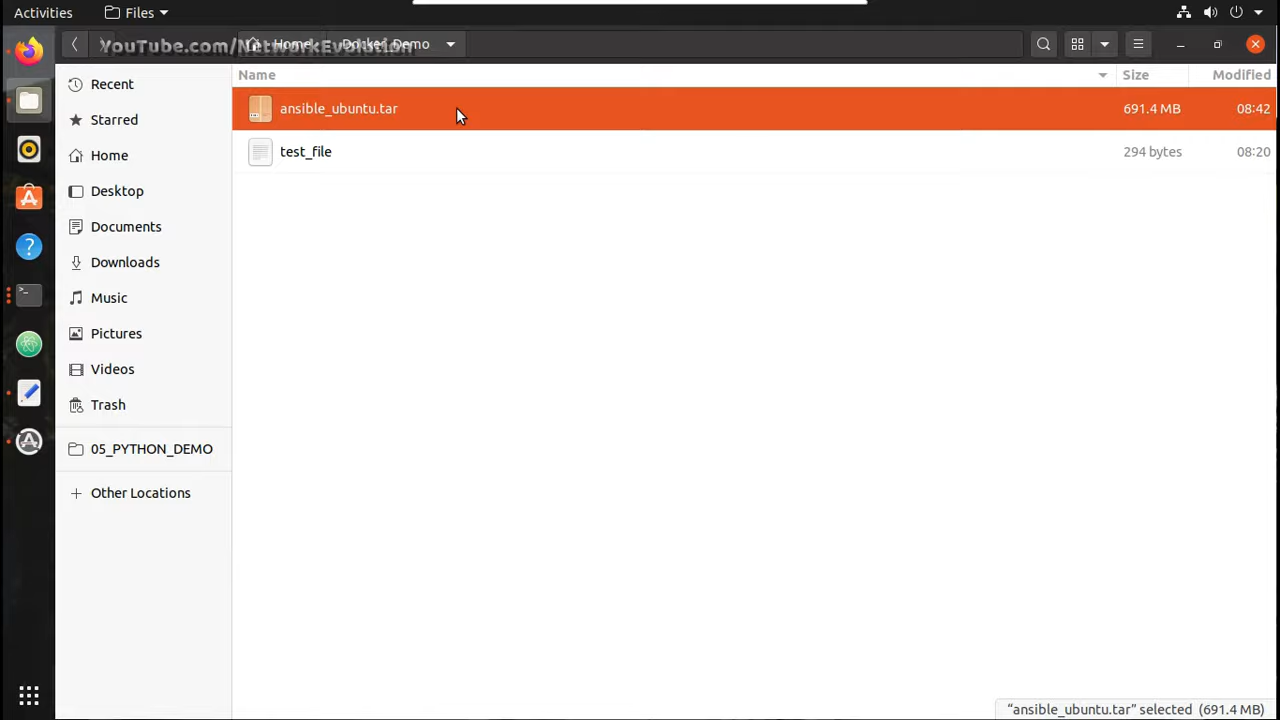 Activities Files
YouTube.com/NetworkEvolution
Home Docker_Demo
Name Size Modified
Recent
Starred
Home
Desktop
Documents
Downloads
Music
Pictures
Videos
Trash
05_PYTHON_DEMO
Other Locations
ansible_ubuntu.tar 691.4 MB 08:42
test_file 294 bytes 08:20
“ansible_ubuntu.tar” selected (691.4 MB)